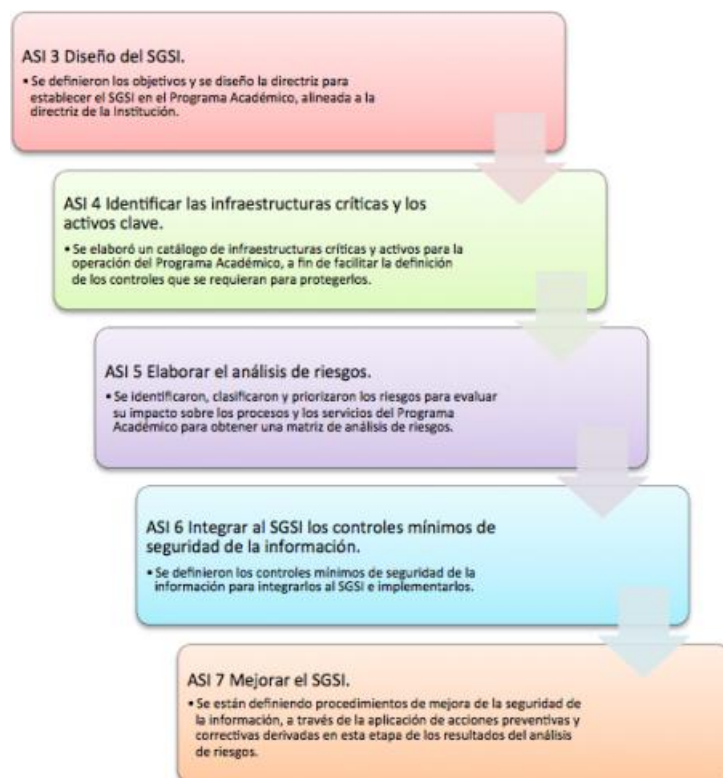 ASI 3 Diseño del SGSI.
• Se definieron los objetivos y se diseño la directriz para
establecer el SGSI en el Programa Académico, alineada a la
directriz de la Institución.
ASI 4 Identificar las infraestructuras críticas y los
activos clave.
• Se elaboró un catálogo de infraestructuras críticas y activos para la
operación del Programa Académico, a fin de facilitar la definición
de los controles que se requieran para protegerlos.
ASI 5 Elaborar el análisis de riesgos.
• Se identificaron, clasificaron y priorizaron los riesgos para evaluar
su impacto sobre los procesos y los servicios del Programa
Académico para obtener una matriz de análisis de riesgos.
ASI 6 Integrar al SGSI los controles mínimos de
seguridad de la información.
• Se definieron los controles mínimos de seguridad de la
información para integrarlos al SGSI e implementarlos.
ASI 7 Mejorar el SGSI.
• Se están definiendo procedimientos de mejora de la seguridad de
la información, a través de la aplicación de acciones preventivas y
correctivas derivadas en esta etapa de los resultados del análisis
de riesgos.